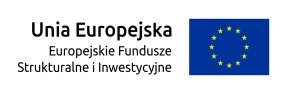 Unia Europejska
Europejskie Fundusze
Strukturalne i Inwestycyjne